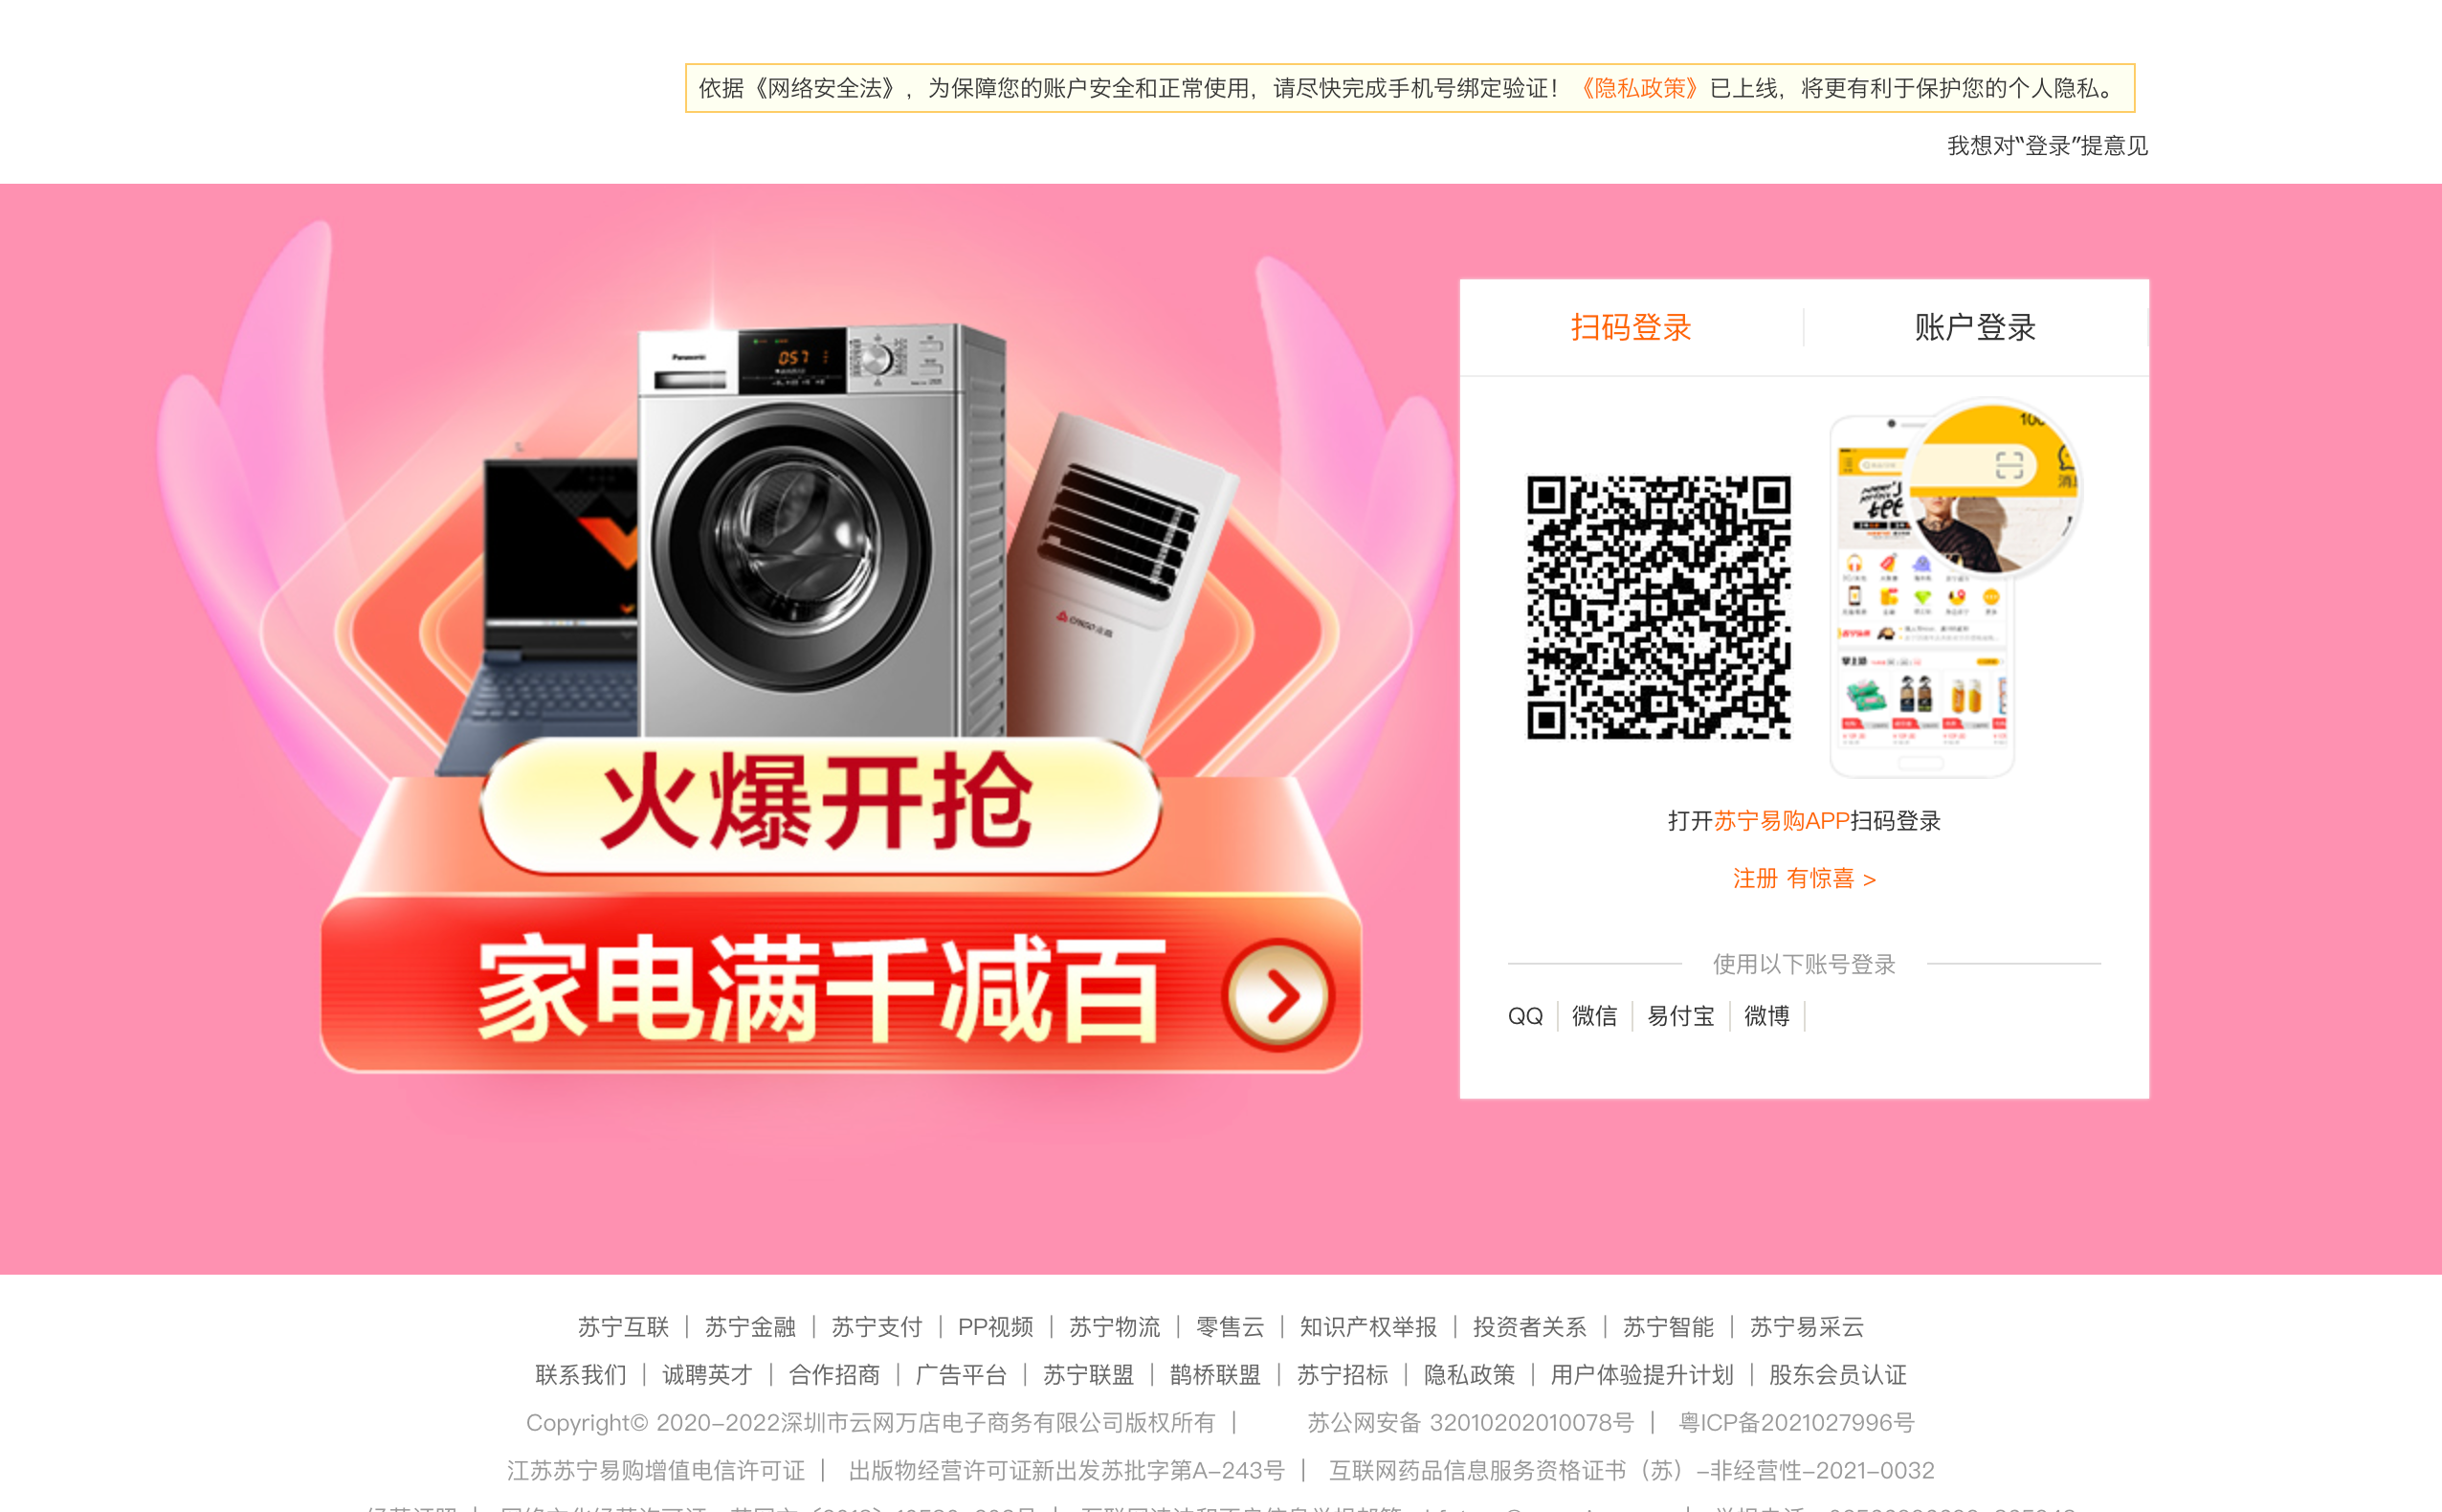 依据《网络安全法》，为保障您的账户安全和正常使用，请尽快完成手机号绑定验证！《隐私政策》已上线，将更有利于保护您的个人隐私。
我想对“登录”提意见
扫码登录
账户登录
Panasonic
057
火爆开抢
家电满千减百
消
打开苏宁易购APP扫码登录
注册 有惊喜 >
使用以下账号登录
QQ | 微信 | 易付宝 | 微博 |
苏宁互联 | 苏宁金融 | 苏宁支付 | PP视频 | 苏宁物流 | 零售云 | 知识产权举报 | 投资者关系 | 苏宁智能 | 苏宁易采云
联系我们 | 诚聘英才 | 合作招商 | 广告平台 | 苏宁联盟 | 鹊桥联盟 | 苏宁招标 | 隐私政策 | 用户体验提升计划 | 股东会员认证
Copyright© 2020-2022深圳市云网万店电子商务有限公司版权所有 | 苏公网安备 32010202010078号 | 粤ICP备2021027996号
江苏苏宁易购增值电信许可证 | 出版物经营许可证新出发苏批字第A-243号 | 互联网药品信息服务资格证书（苏）-非经营性-2021-0032